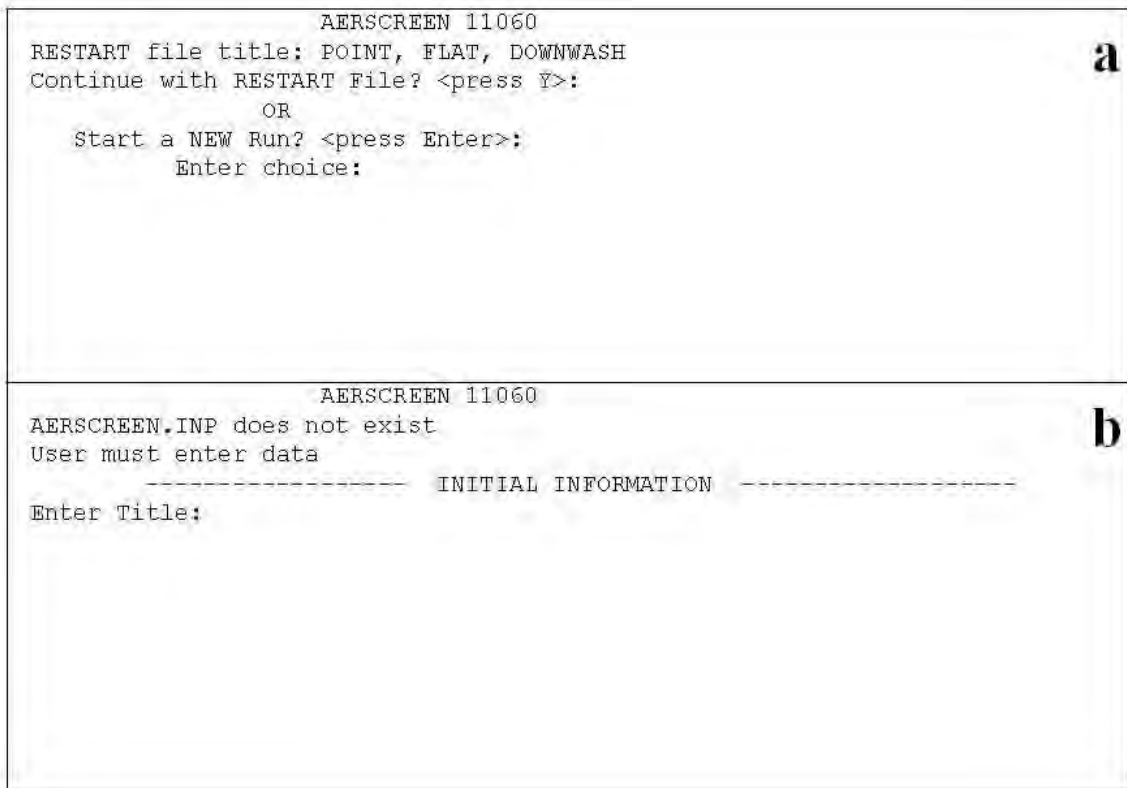 AERSCREEN 11060
a
RESTART file title: POINT, FLAT, DOWNWASH
Continue with RESTART File? <press Y>:
OR
Start a NEW Run? <press Enter>:
Enter choice:
AERSCREEN 11060
b
AERSCREEN.INP does not exist
User must enter data
------------------ INITIAL INFORMATION -------------------
Enter Title: